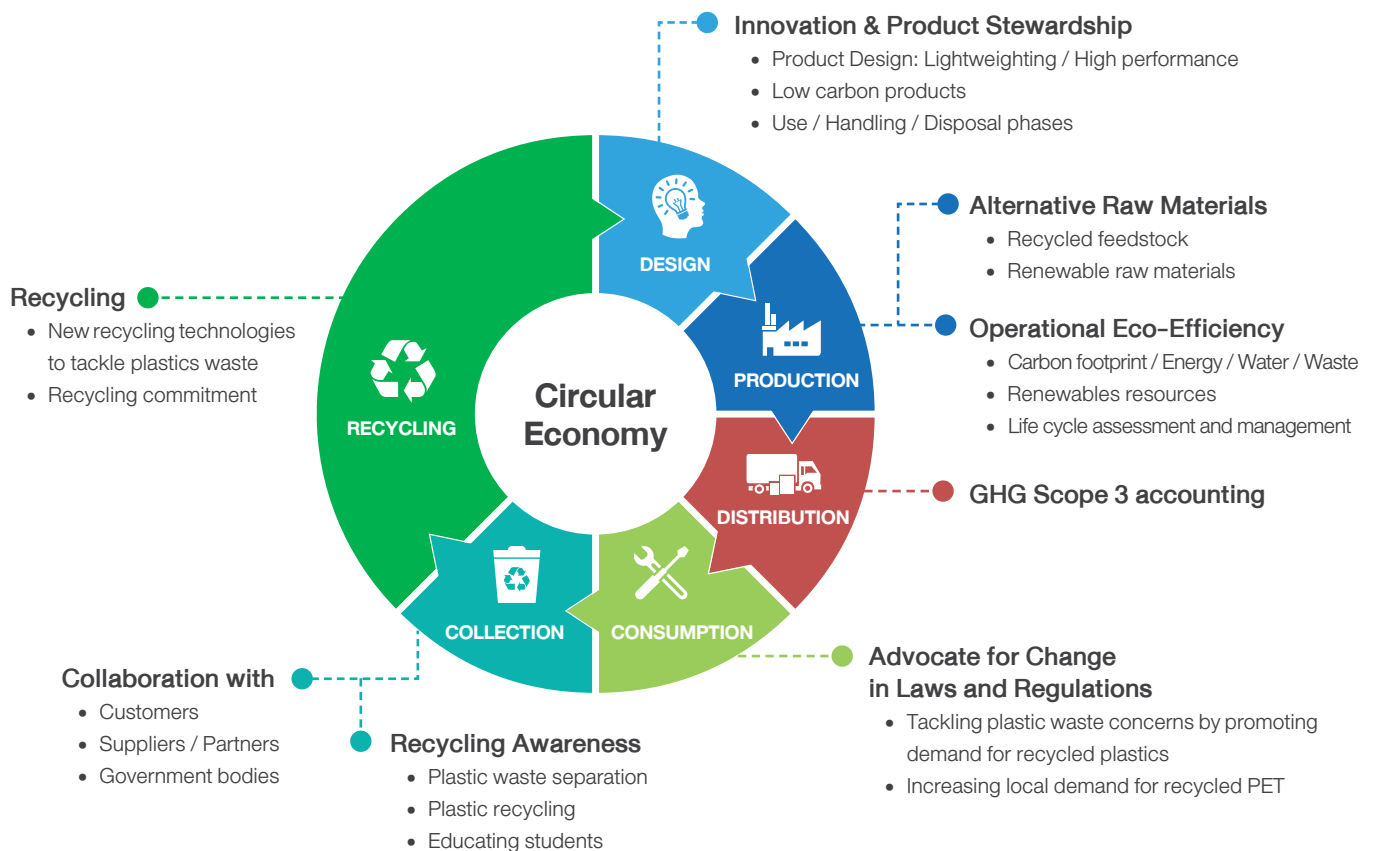 Innovation & Product Stewardship
• Product Design: Lightweighting / High performance
• Low carbon products
• Use / Handling / Disposal phases
DESIGN
Alternative Raw Materials
• Recycled feedstock
• Renewable raw materials
PRODUCTION
Operational Eco-Efficiency
• Carbon footprint / Energy / Water / Waste
• Renewables resources
• Life cycle assessment and management
Recycling
• New recycling technologies
to tackle plastics waste
• Recycling commitment
RECYCLING
Circular
Economy
DISTRIBUTION
GHG Scope 3 accounting
COLLECTION
CONSUMPTION
Advocate for Change
in Laws and Regulations
• Tackling plastic waste concerns by promoting
demand for recycled plastics
• Increasing local demand for recycled PET
Collaboration with
• Customers
• Suppliers / Partners
• Government bodies
Recycling Awareness
• Plastic waste separation
• Plastic recycling
• Educating students